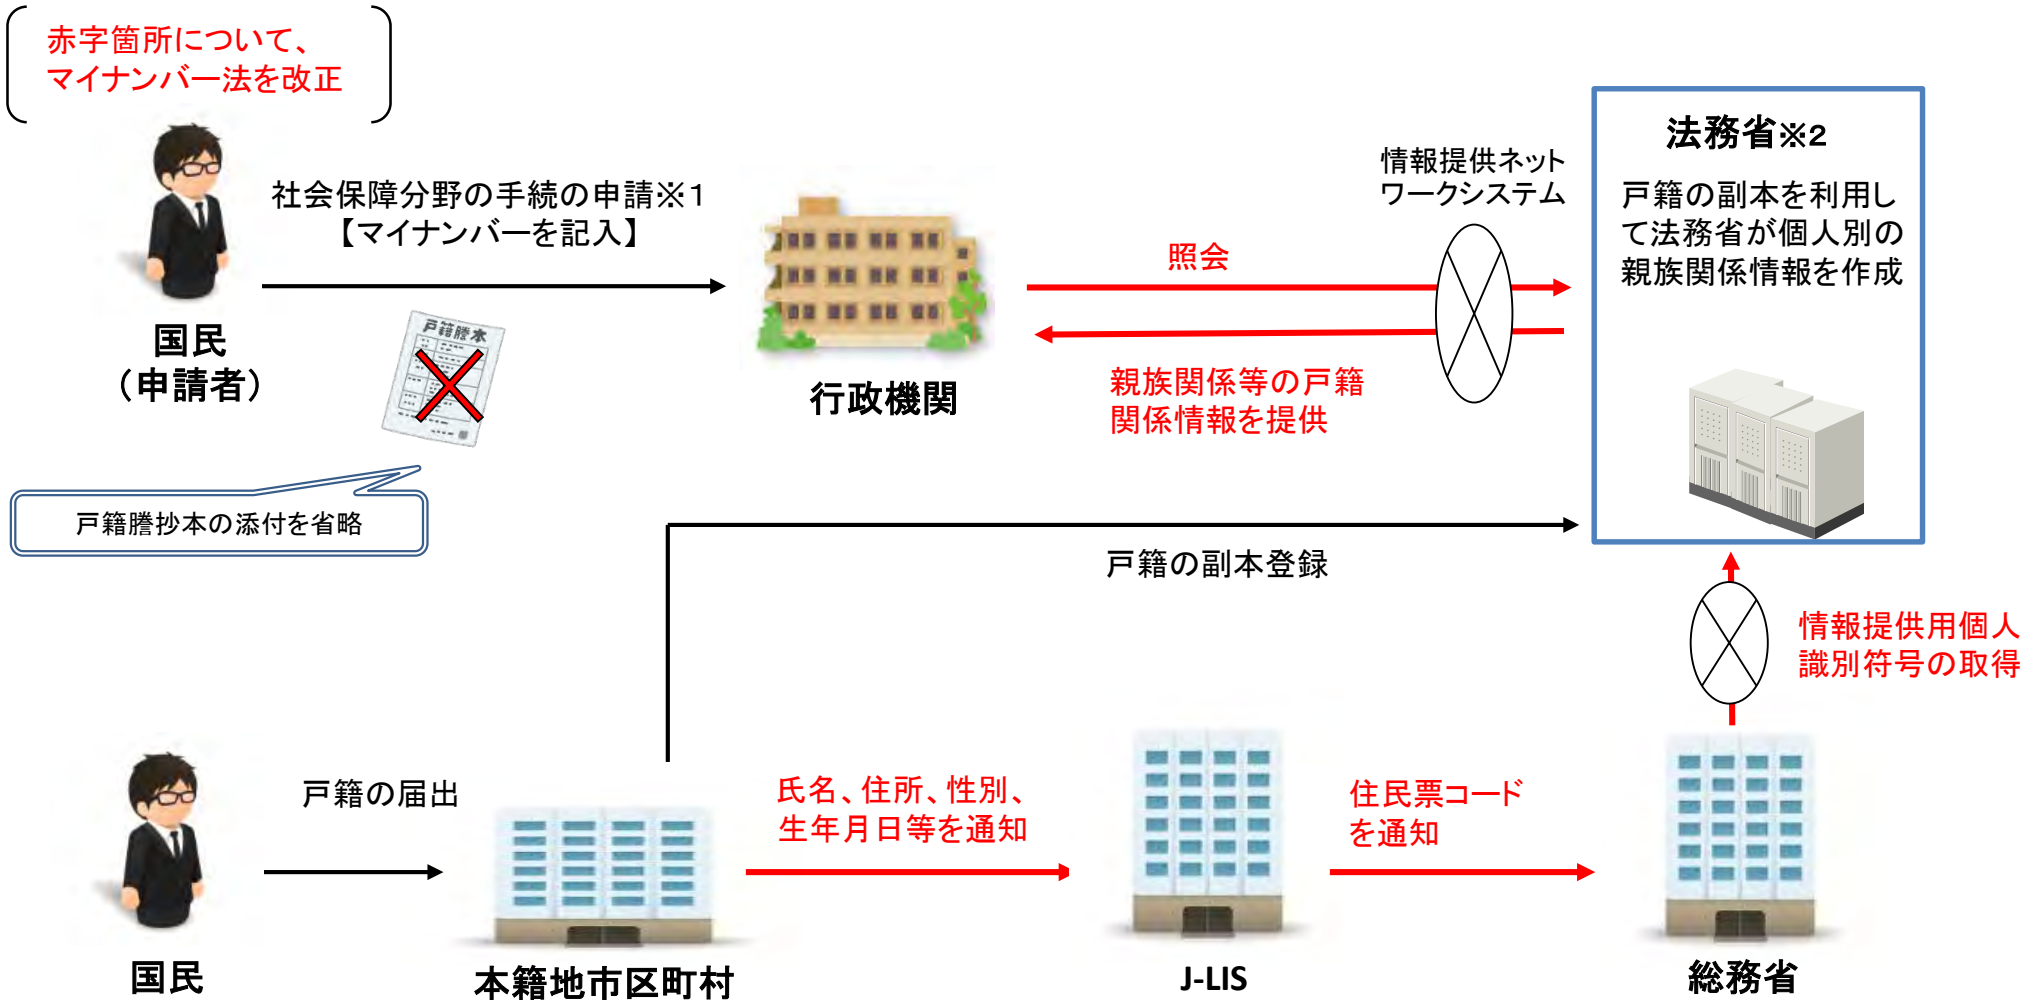 赤字箇所について、
マイナンバー法を改正
社会保障分野の手続の申請※1
【マイナンバーを記入】
国民
（申請者）
戸籍謄本
戸籍謄抄本の添付を省略
行政機関
照会
親族関係等の戸籍
関係情報を提供
情報提供ネット
ワークシステム
法務省※2
戸籍の副本を利用し
て法務省が個人別の
親族関係情報を作成
戸籍の副本登録
情報提供用個人
識別符号の取得
戸籍の届出
氏名、住所、性別、
生年月日等を通知
住民票コード
を通知
国民
本籍地市区町村
J-LIS
総務省